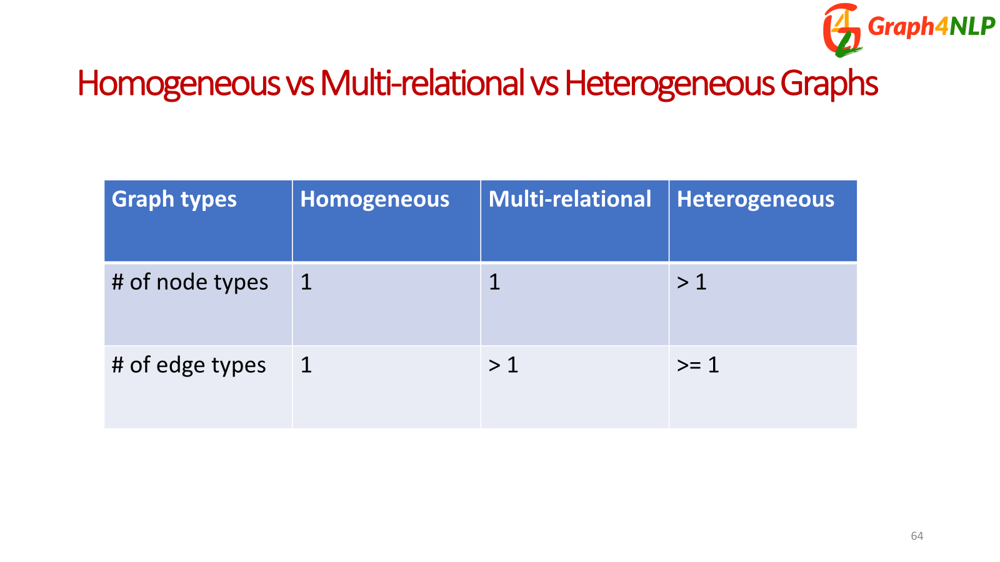 Graph4NLP
Homogeneous vs Multi-relational vs Heterogeneous Graphs
Graph types Homogeneous Multi-relational Heterogeneous
# of node types 1 1 > 1
# of edge types 1 > 1 >= 1
64